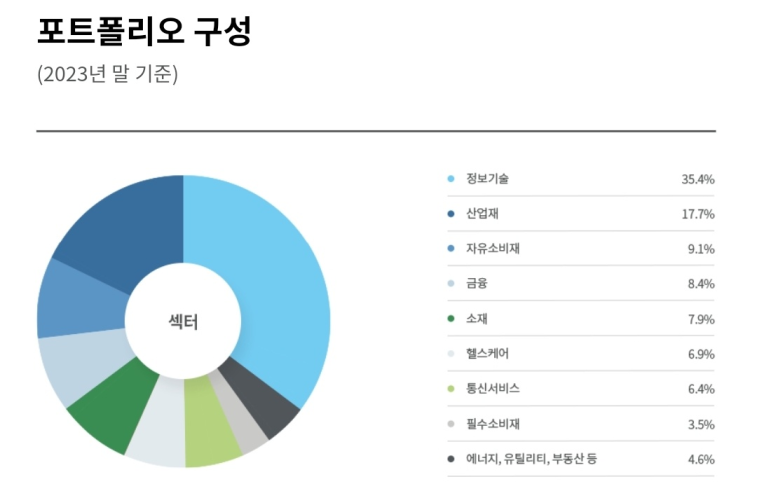 포트폴리오 구성
(2023년 말 기준)
섹터
정보기술 35.4%
산업재 17.7%
자유소비재 9.1%
금융 8.4%
소재 7.9%
헬스케어 6.9%
통신서비스 6.4%
필수소비재 3.5%
에너지, 유틸리티, 부동산 등 4.6%